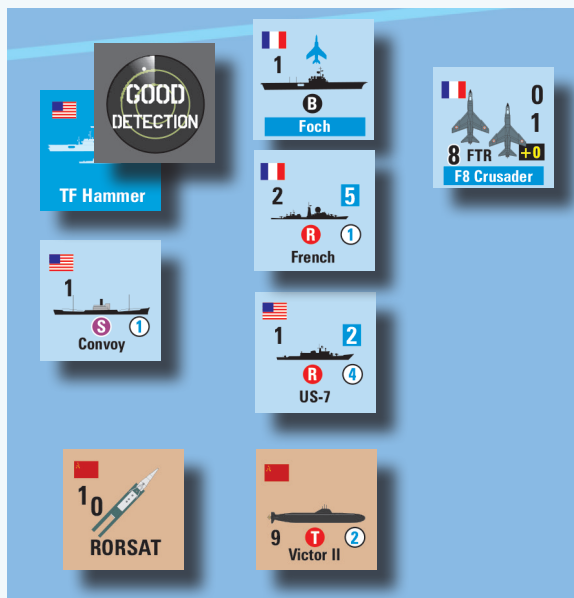 GOOD
DETECTION
TF Hammer
1
B
Foch
0
1
8 FTR +0
F8 Crusader
2 5
R 1
French
1
S 1
Convoy
1 2
R 4
US-7
1
0
RORSAT
9 T 2
Victor II